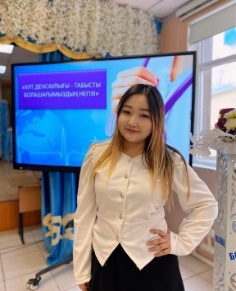 «ҰЛТ ДЕНСАУЛЫҒЫ - ТАБЫСТЫ
БОЛАШАҒЫМЫЗДЫҢ НЕГІЗІ»